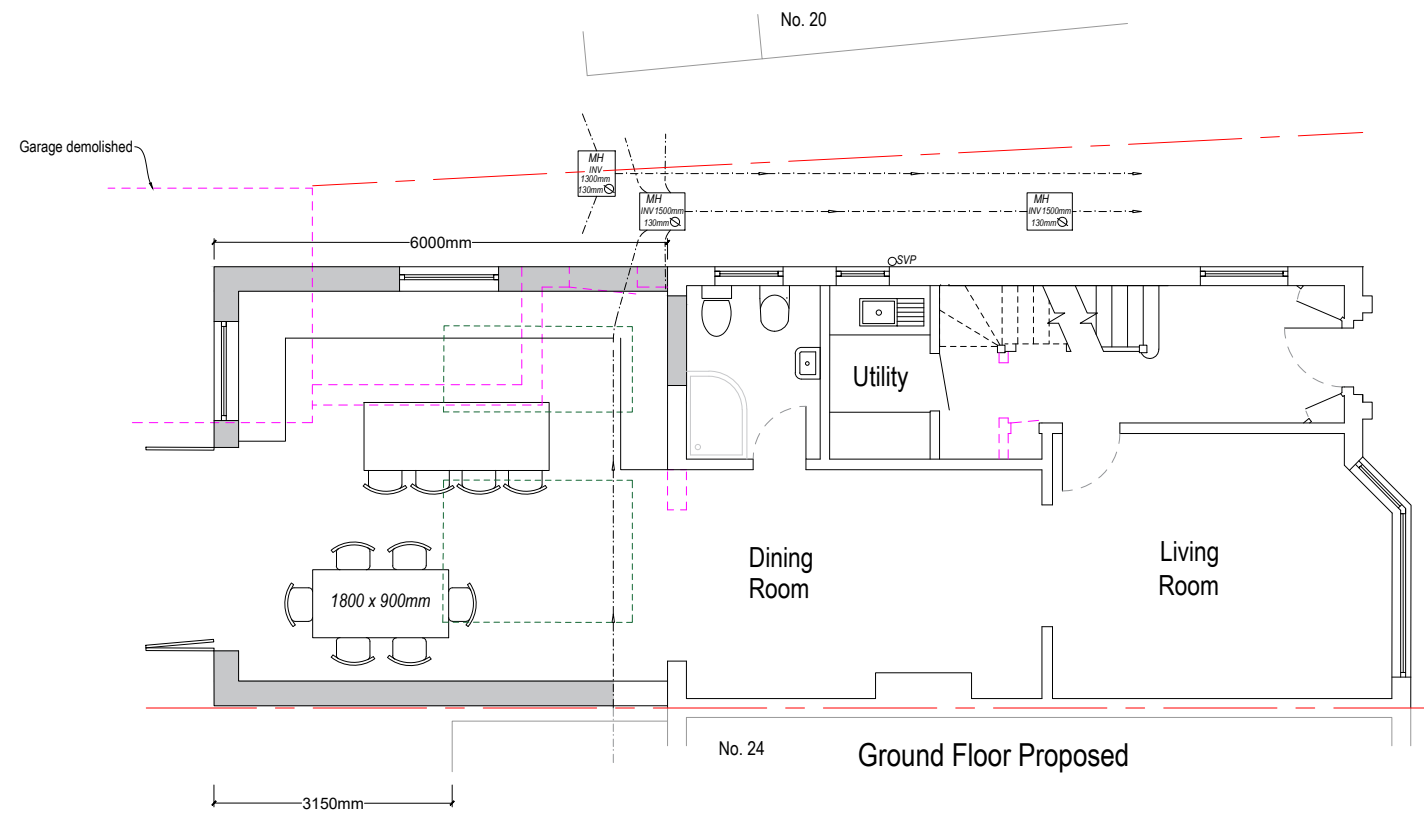 No. 20
Garage demolished
MH
INV
1300mm
130mm
MH
INV 1500mm
130mm
MH
INV 1500mm
130mm
6000mm
SVP
Utility
Dining
Room
Living
Room
1800 x 900mm
No. 24
Ground Floor Proposed
3150mm